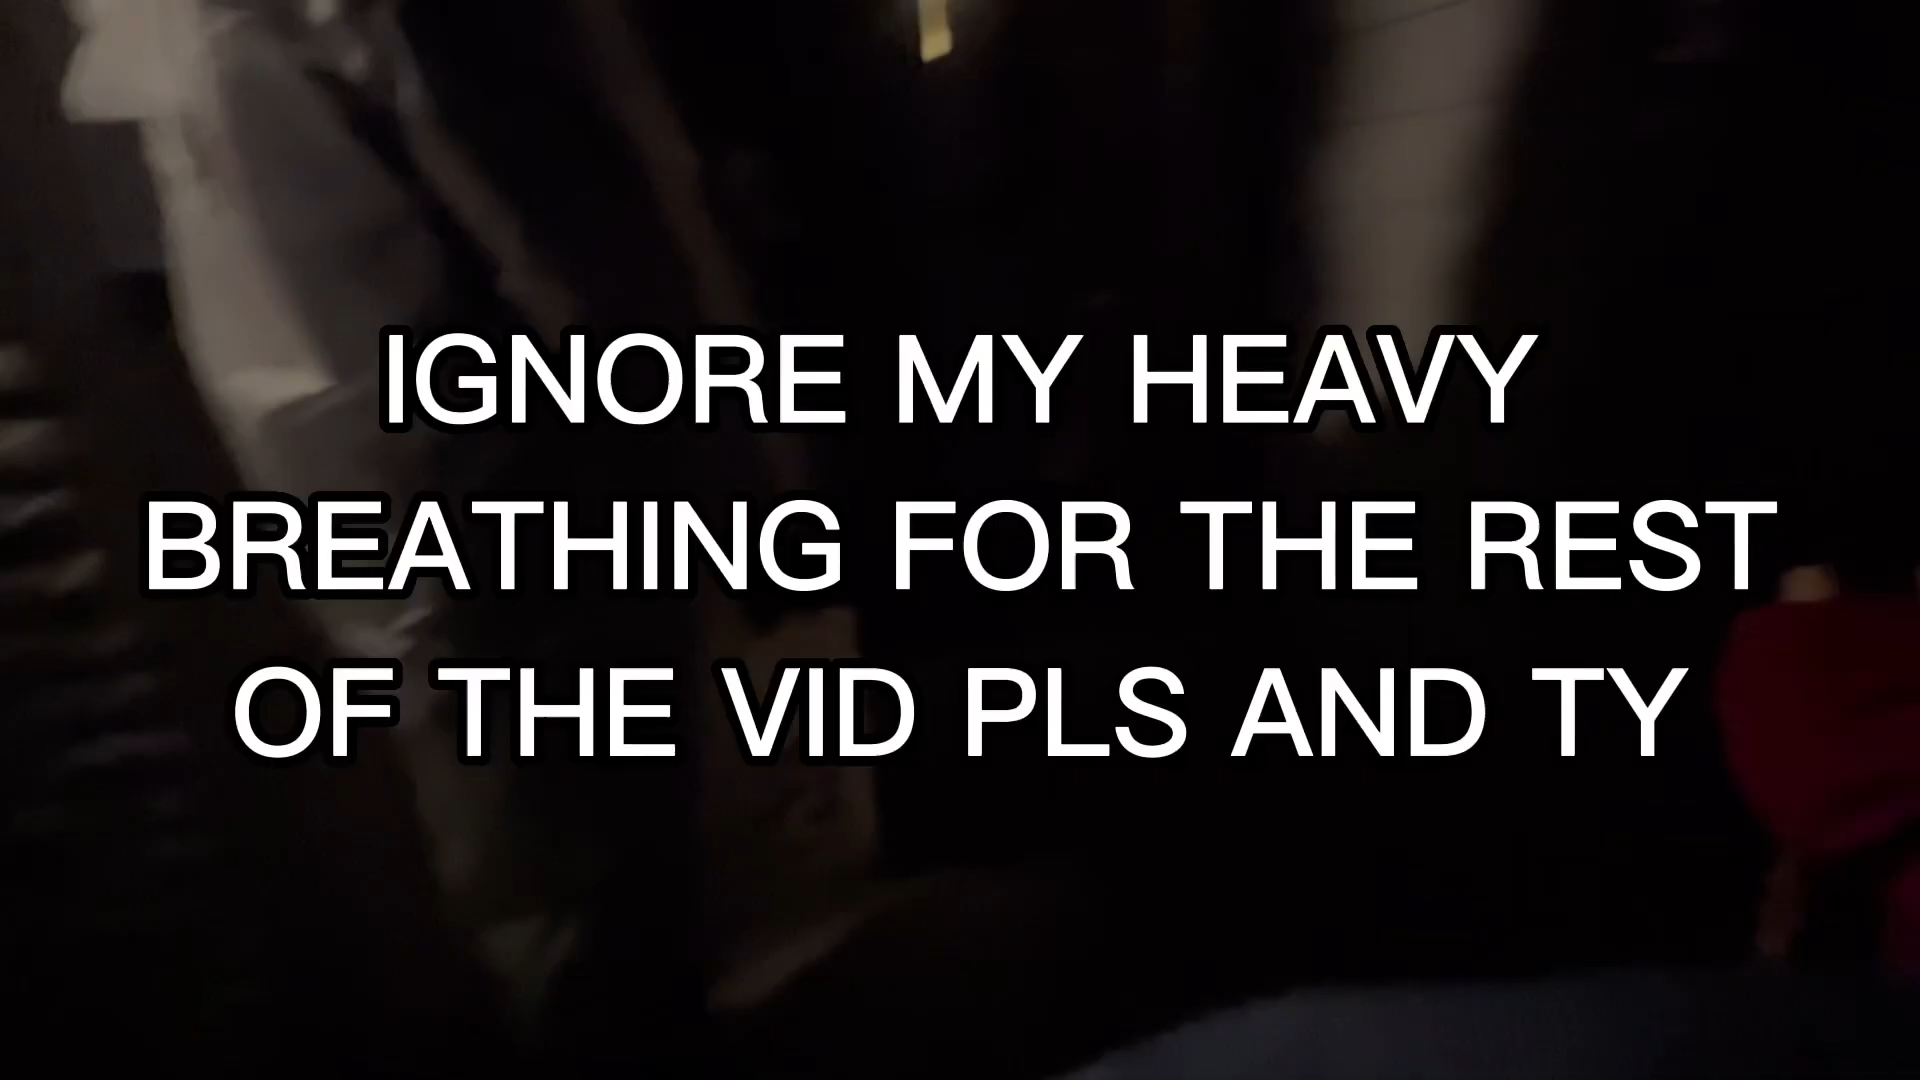 IGNORE MY HEAVY
BREATHING FOR THE REST
OF THE VID PLS AND TY